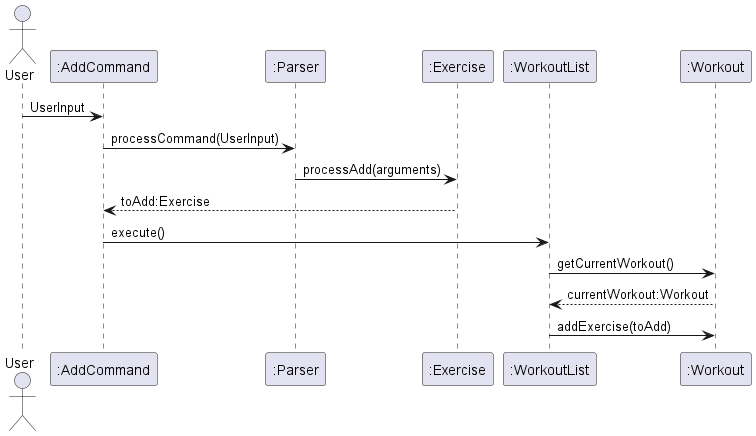 User
:AddCommand
:Parser
:Exercise
:WorkoutList
:Workout
UserInput
processCommand(UserInput)
processAdd(arguments)
toAdd:Exercise
execute()
getCurrentWorkout()
currentWorkout:Workout
addExercise(toAdd)
User
:AddCommand
:Parser
:Exercise
:WorkoutList
:Workout